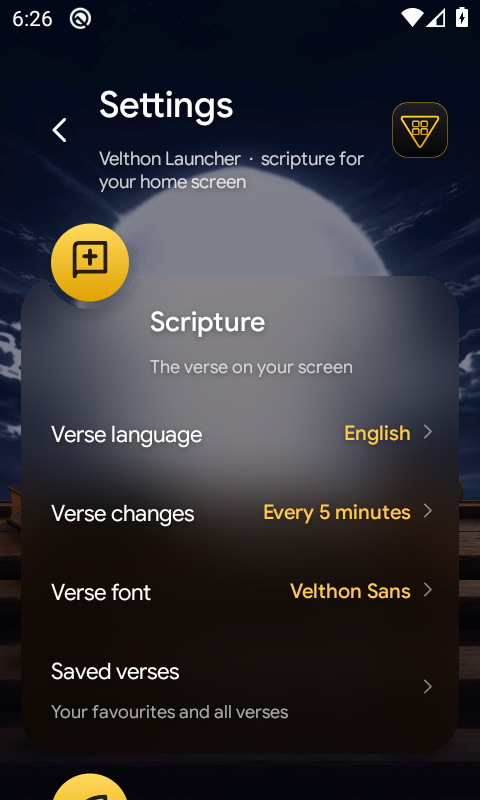 6:26
Settings
Velthon Launcher · scripture for
your home screen
Scripture
The verse on your screen
Verse language English
Verse changes Every 5 minutes
Verse font Velthon Sans
Saved verses
Your favourites and all verses